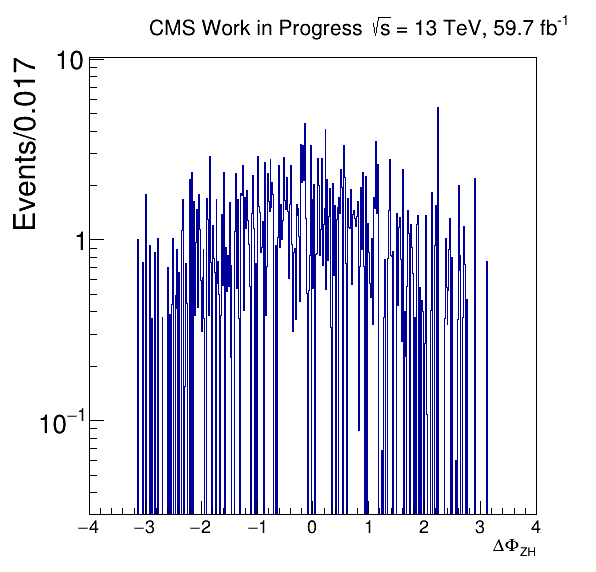 CMS Work in Progress √s = 13 TeV, 59.7 fb⁻¹
Events/0.017
10
1
10⁻¹
−4 −3 −2 −1 0 1 2 3 4
ΔΦ_ZH